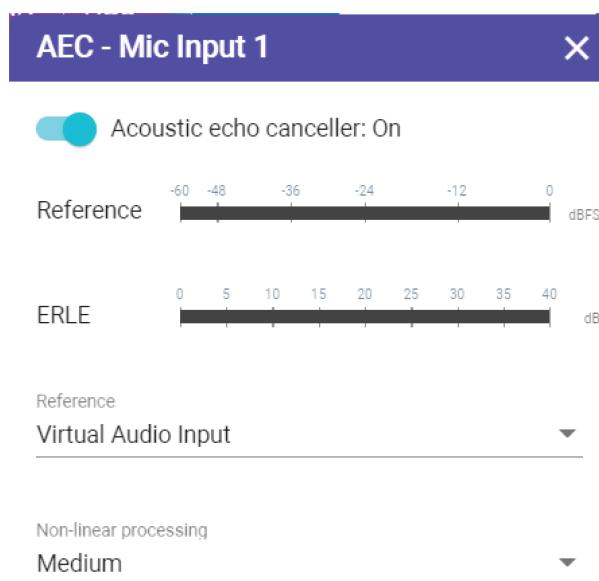 AEC - Mic Input 1
Acoustic echo canceller: On
-60 -48 -36 -24 -12 0
Reference dBFS
0 5 10 15 20 25 30 35 40
ERLE dB
Reference
Virtual Audio Input
Non-linear processing
Medium